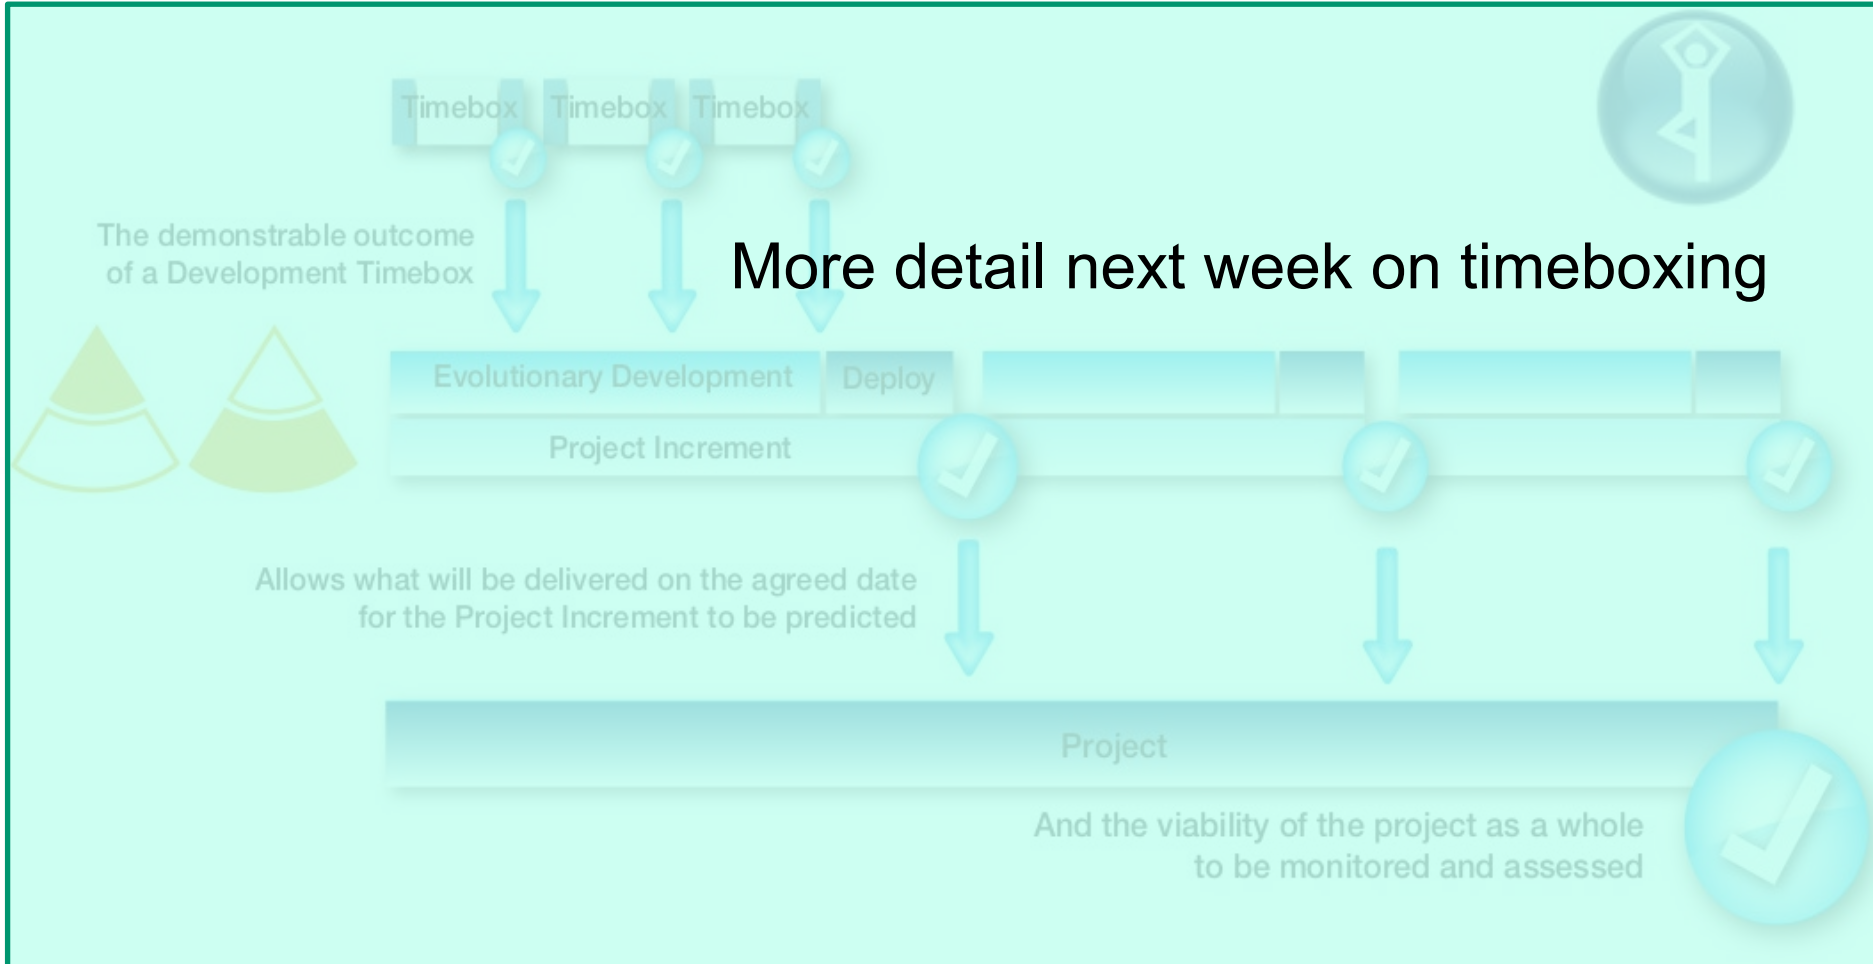 Timebox Timebox Timebox
The demonstrable outcome
of a Development Timebox
More detail next week on timeboxing
Evolutionary Development Deploy
Project Increment
Allows what will be delivered on the agreed date
for the Project Increment to be predicted
Project
And the viability of the project as a whole
to be monitored and assessed